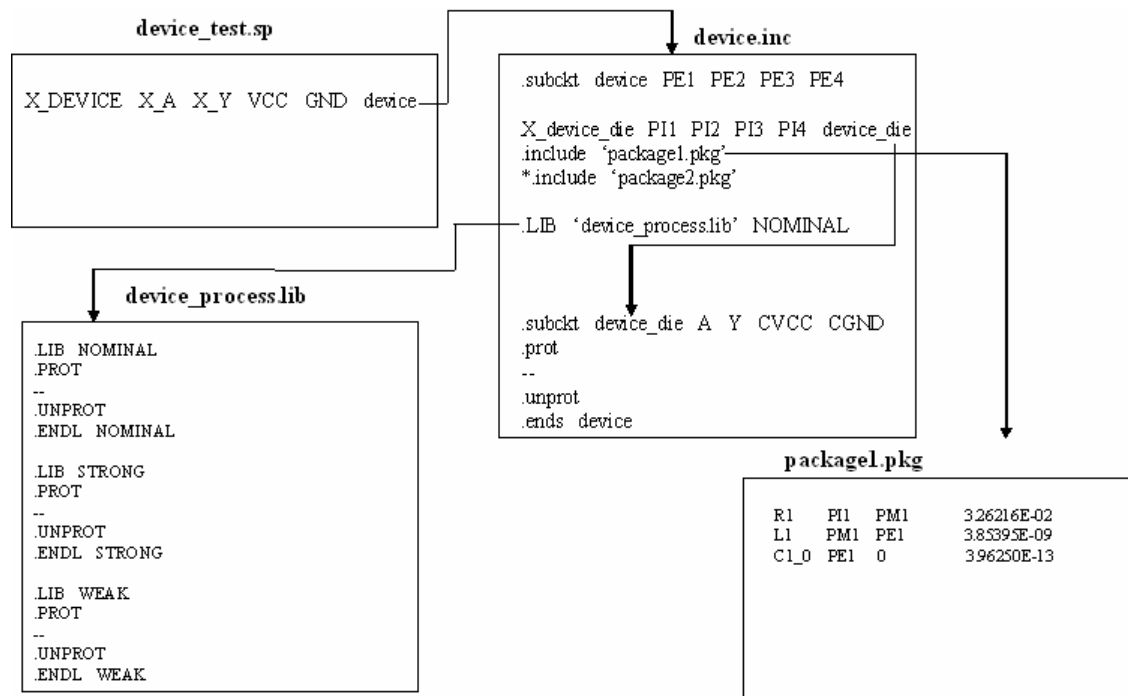 device_test.sp
X_DEVICE X_A X_Y VCC GND device
device.inc
.subckt device PE1 PE2 PE3 PE4
X_device_die PI1 PI2 PI3 PI4 device_die
.include ‘package1.pkg’
*.include ‘package2.pkg’
.LIB ‘device_process.lib’ NOMINAL
.subckt device_die A Y CVCC CGND
.prot
--
.unprot
.ends device
device_process.lib
.LIB NOMINAL
.PROT
--
.UNPROT
.ENDL NOMINAL
.LIB STRONG
.PROT
--
.UNPROT
.ENDL STRONG
.LIB WEAK
.PROT
--
.UNPROT
.ENDL WEAK
package1.pkg
R1 PI1 PM1 3.26216E-02
L1 PM1 PE1 3.85395E-09
C1_0 PE1 0 3.96250E-13